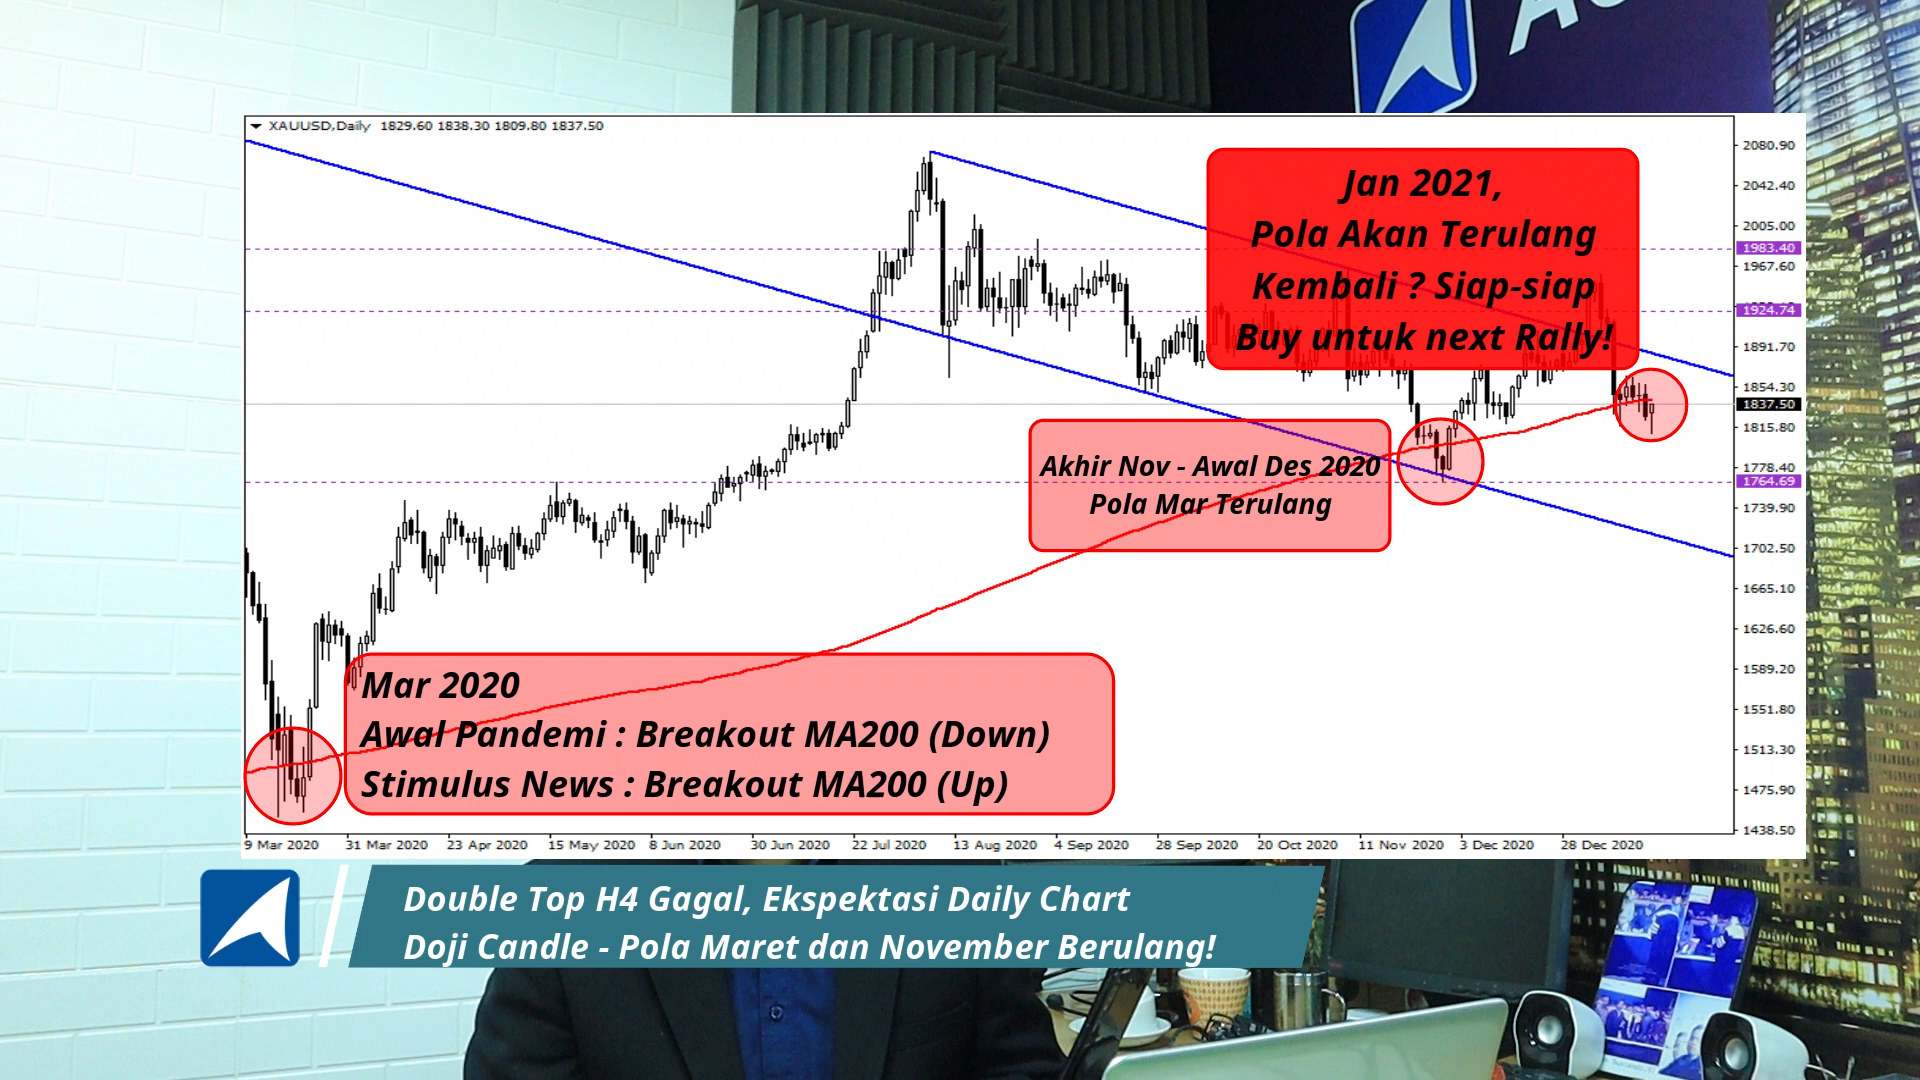 XAUUSD,Daily 1829.60 1838.30 1809.80 1837.50
2080.90
2042.40
2005.00
1983.40
1967.60
1924.74
1891.70
1854.30
1837.50
1815.80
1778.40
1764.69
1739.90
1702.50
1665.10
1626.60
1589.20
1551.80
1513.30
1475.90
1438.50
Jan 2021,
Pola Akan Terulang
Kembali ? Siap-siap
Buy untuk next Rally!
Akhir Nov - Awal Des 2020
Pola Mar Terulang
Mar 2020
Awal Pandemi : Breakout MA200 (Down)
Stimulus News : Breakout MA200 (Up)
9 Mar 2020 31 Mar 2020 23 Apr 2020 15 May 2020 8 Jun 2020 30 Jun 2020 22 Jul 2020 13 Aug 2020 4 Sep 2020 28 Sep 2020 20 Oct 2020 11 Nov 2020 3 Dec 2020 28 Dec 2020
Double Top H4 Gagal, Ekspektasi Daily Chart
Doji Candle - Pola Maret dan November Berulang!